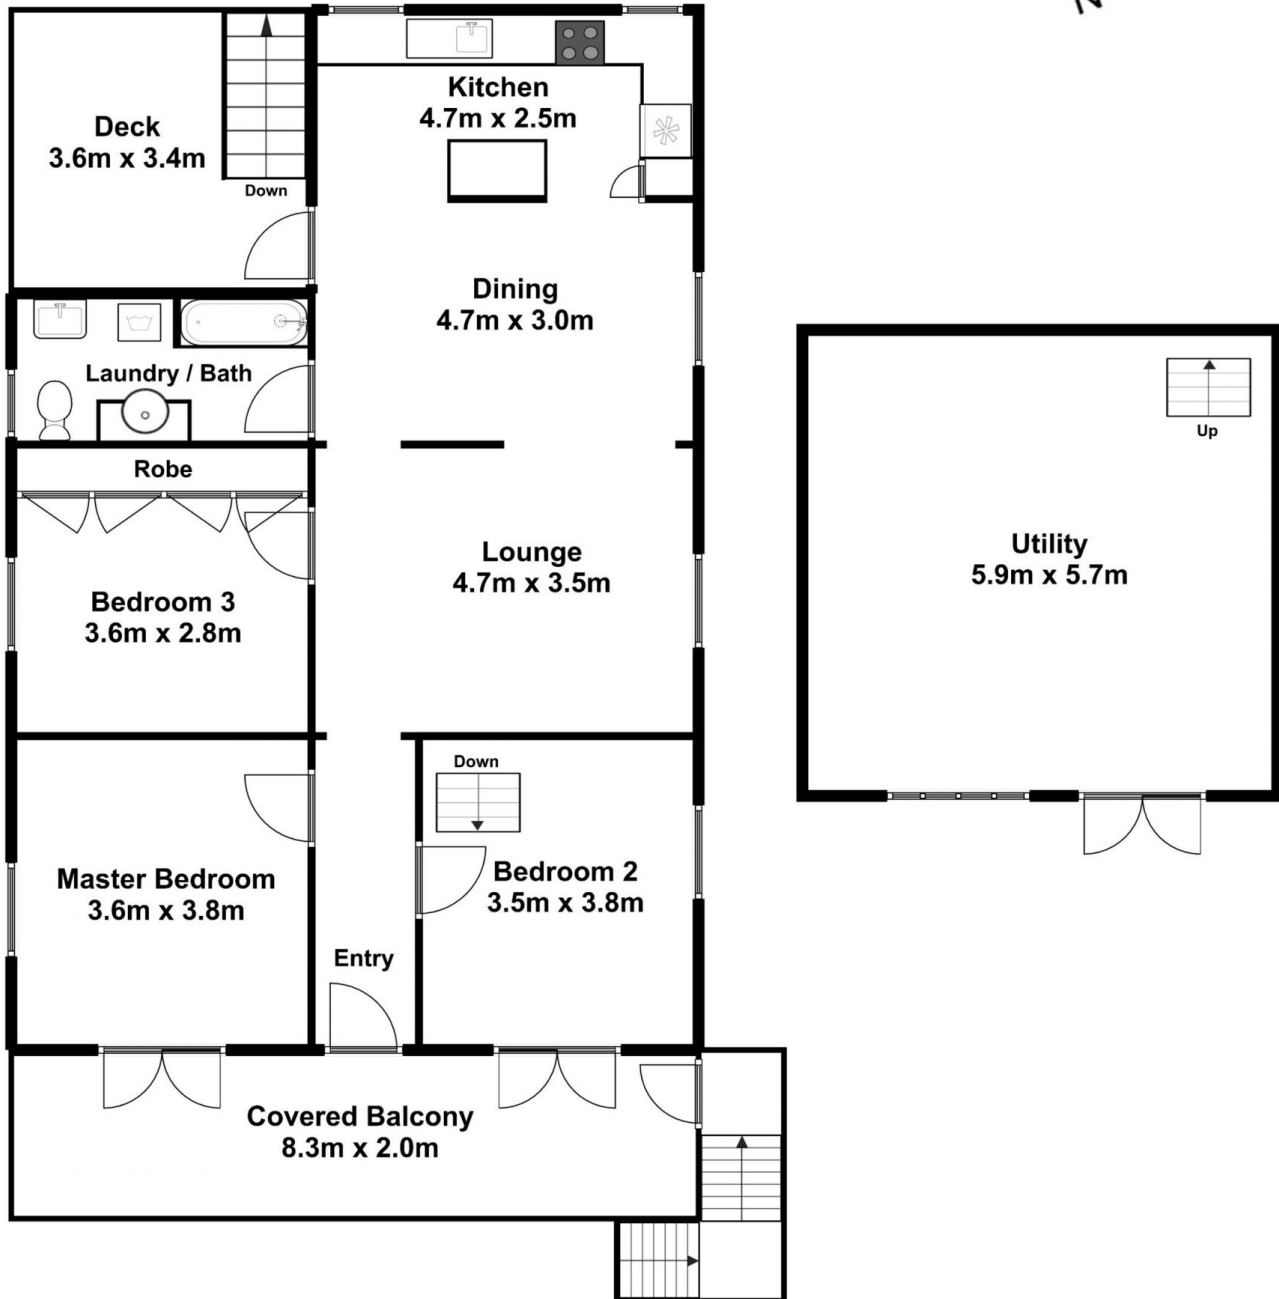 N
Kitchen
4.7m x 2.5m
Deck
3.6m x 3.4m
Down
Dining
4.7m x 3.0m
Laundry / Bath
Robe
Up
Lounge
4.7m x 3.5m
Utility
5.9m x 5.7m
Bedroom 3
3.6m x 2.8m
Down
Master Bedroom
3.6m x 3.8m
Bedroom 2
3.5m x 3.8m
Entry
Covered Balcony
8.3m x 2.0m